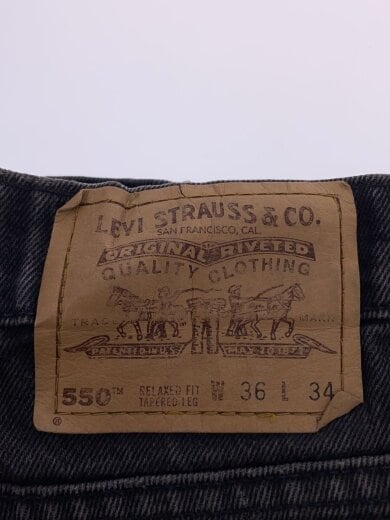 LEVI STRAUSS & CO.
SAN FRANCISCO, CAL.
ORIGINAL RIVETED
QUALITY CLOTHING
TRADE MARK
PATENTED IN U.S. MAY 20 1873
550™ RELAXED FIT W 36 L 34
TAPERED LEG
®